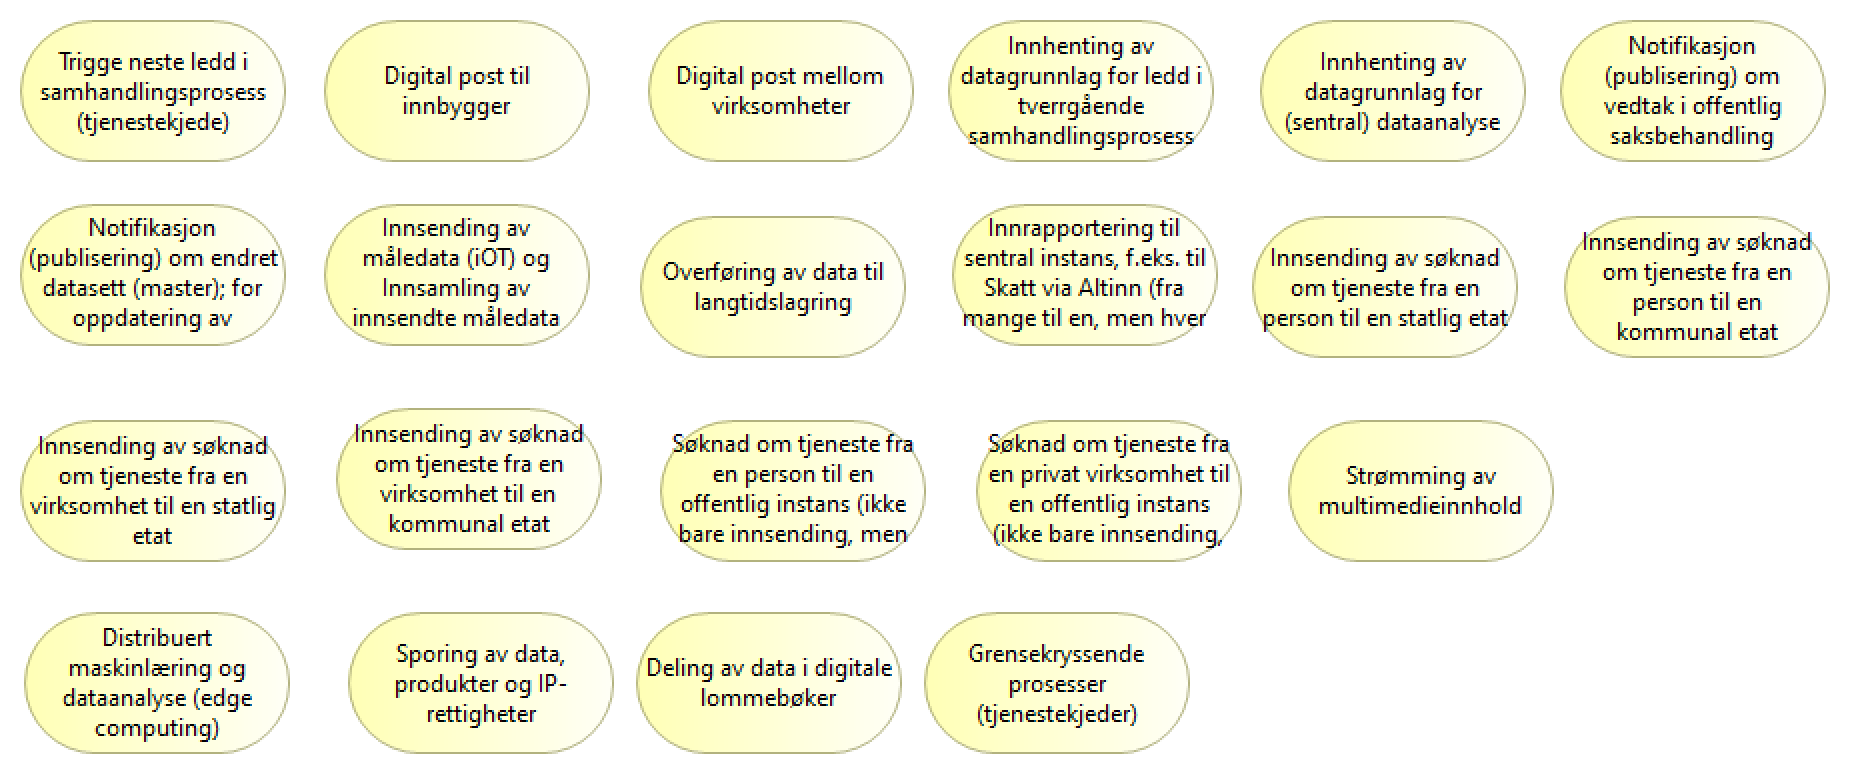 Trigge neste ledd i
samhandlingsprosess
(tjenestekjede)
Digital post til
innbygger
Digital post mellom
virksomheter
Innhenting av
datagrunnlag for ledd i
tverrgående
samhandlingsprosess
Innhenting av
datagrunnlag for
(sentral) dataanalyse
Notifikasjon
(publisering) om
vedtak i offentlig
saksbehandling
Notifikasjon
(publisering) om endret
datasett (master); for
oppdatering av
Innsending av
måledata (iOT) og
Innsamling av
innsendte måledata
Overføring av data til
langtidslagring
Innrapportering til
sentral instans, f.eks. til
Skatt via Altinn (fra
mange til en, men hver
Innsending av søknad
om tjeneste fra en
person til en statlig etat
Innsending av søknad
om tjeneste fra en
person til en
kommunal etat
Innsending av søknad
om tjeneste fra en
virksomhet til en statlig
etat
Innsending av søknad
om tjeneste fra en
virksomhet til en
kommunal etat
Søknad om tjeneste fra
en person til en
offentlig instans (ikke
bare innsending, men
Søknad om tjeneste fra
en privat virksomhet til
en offentlig instans
(ikke bare innsending,
Strømming av
multimedieinnhold
Distribuert
maskinlæring og
dataanalyse (edge
computing)
Sporing av data,
produkter og IP-
rettigheter
Deling av data i digitale
lommebøker
Grensekryssende
prosesser
(tjenestekjeder)